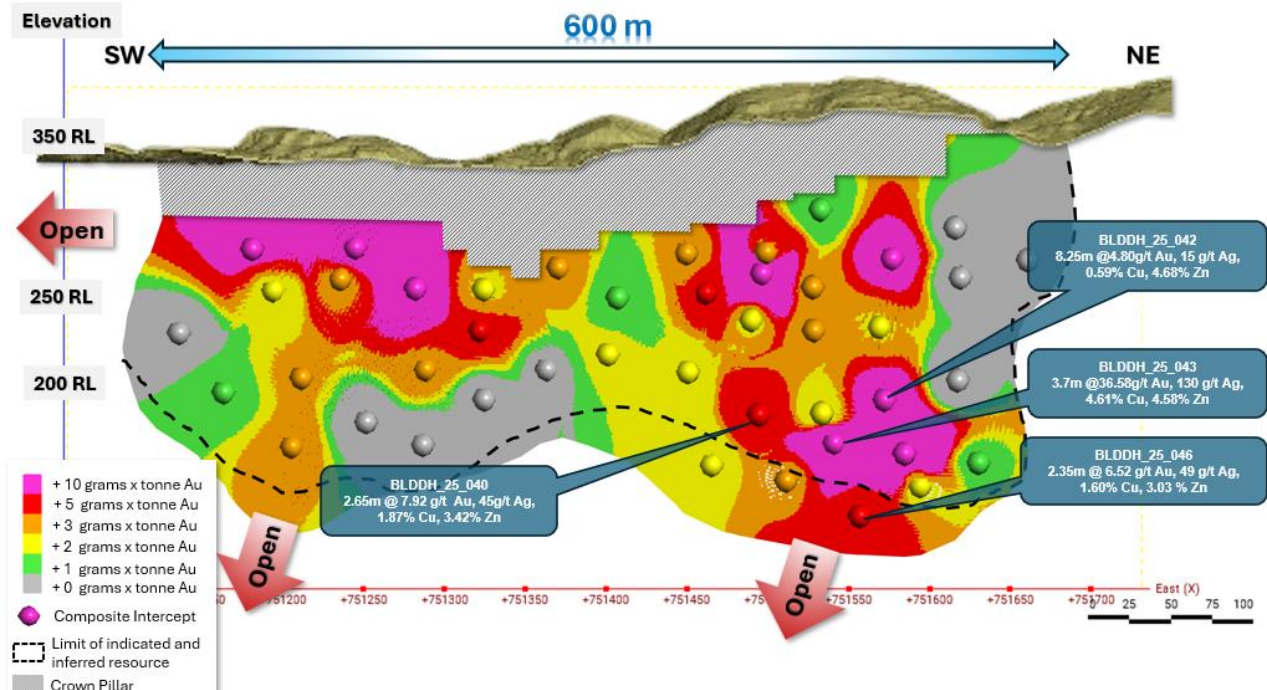 Elevation
600 m
SW
NE
350 RL
Open
250 RL
200 RL
BLDDH_25_042
8.25m @4.80g/t Au, 15 g/t Ag,
0.59% Cu, 4.68% Zn
BLDDH_25_043
3.7m @36.58g/t Au, 130 g/t Ag,
4.61% Cu, 4.58% Zn
BLDDH_25_046
2.35m @ 6.52 g/t Au, 49 g/t Ag,
1.60% Cu, 3.03 % Zn
BLDDH_25_040
2.65m @ 7.92 g/t Au, 45g/t Ag,
1.87% Cu, 3.42% Zn
+ 10 grams x tonne Au
+ 5 grams x tonne Au
+ 3 grams x tonne Au
+ 2 grams x tonne Au
+ 1 grams x tonne Au
+ 0 grams x tonne Au
Composite Intercept
Limit of indicated and
inferred resource
Crown Pillar
Open
Open
East (X)
+751200 +751250 +751300 +751350 +751400 +751450 +751550 +751600 +751650 +751700
0 25 50 75 100